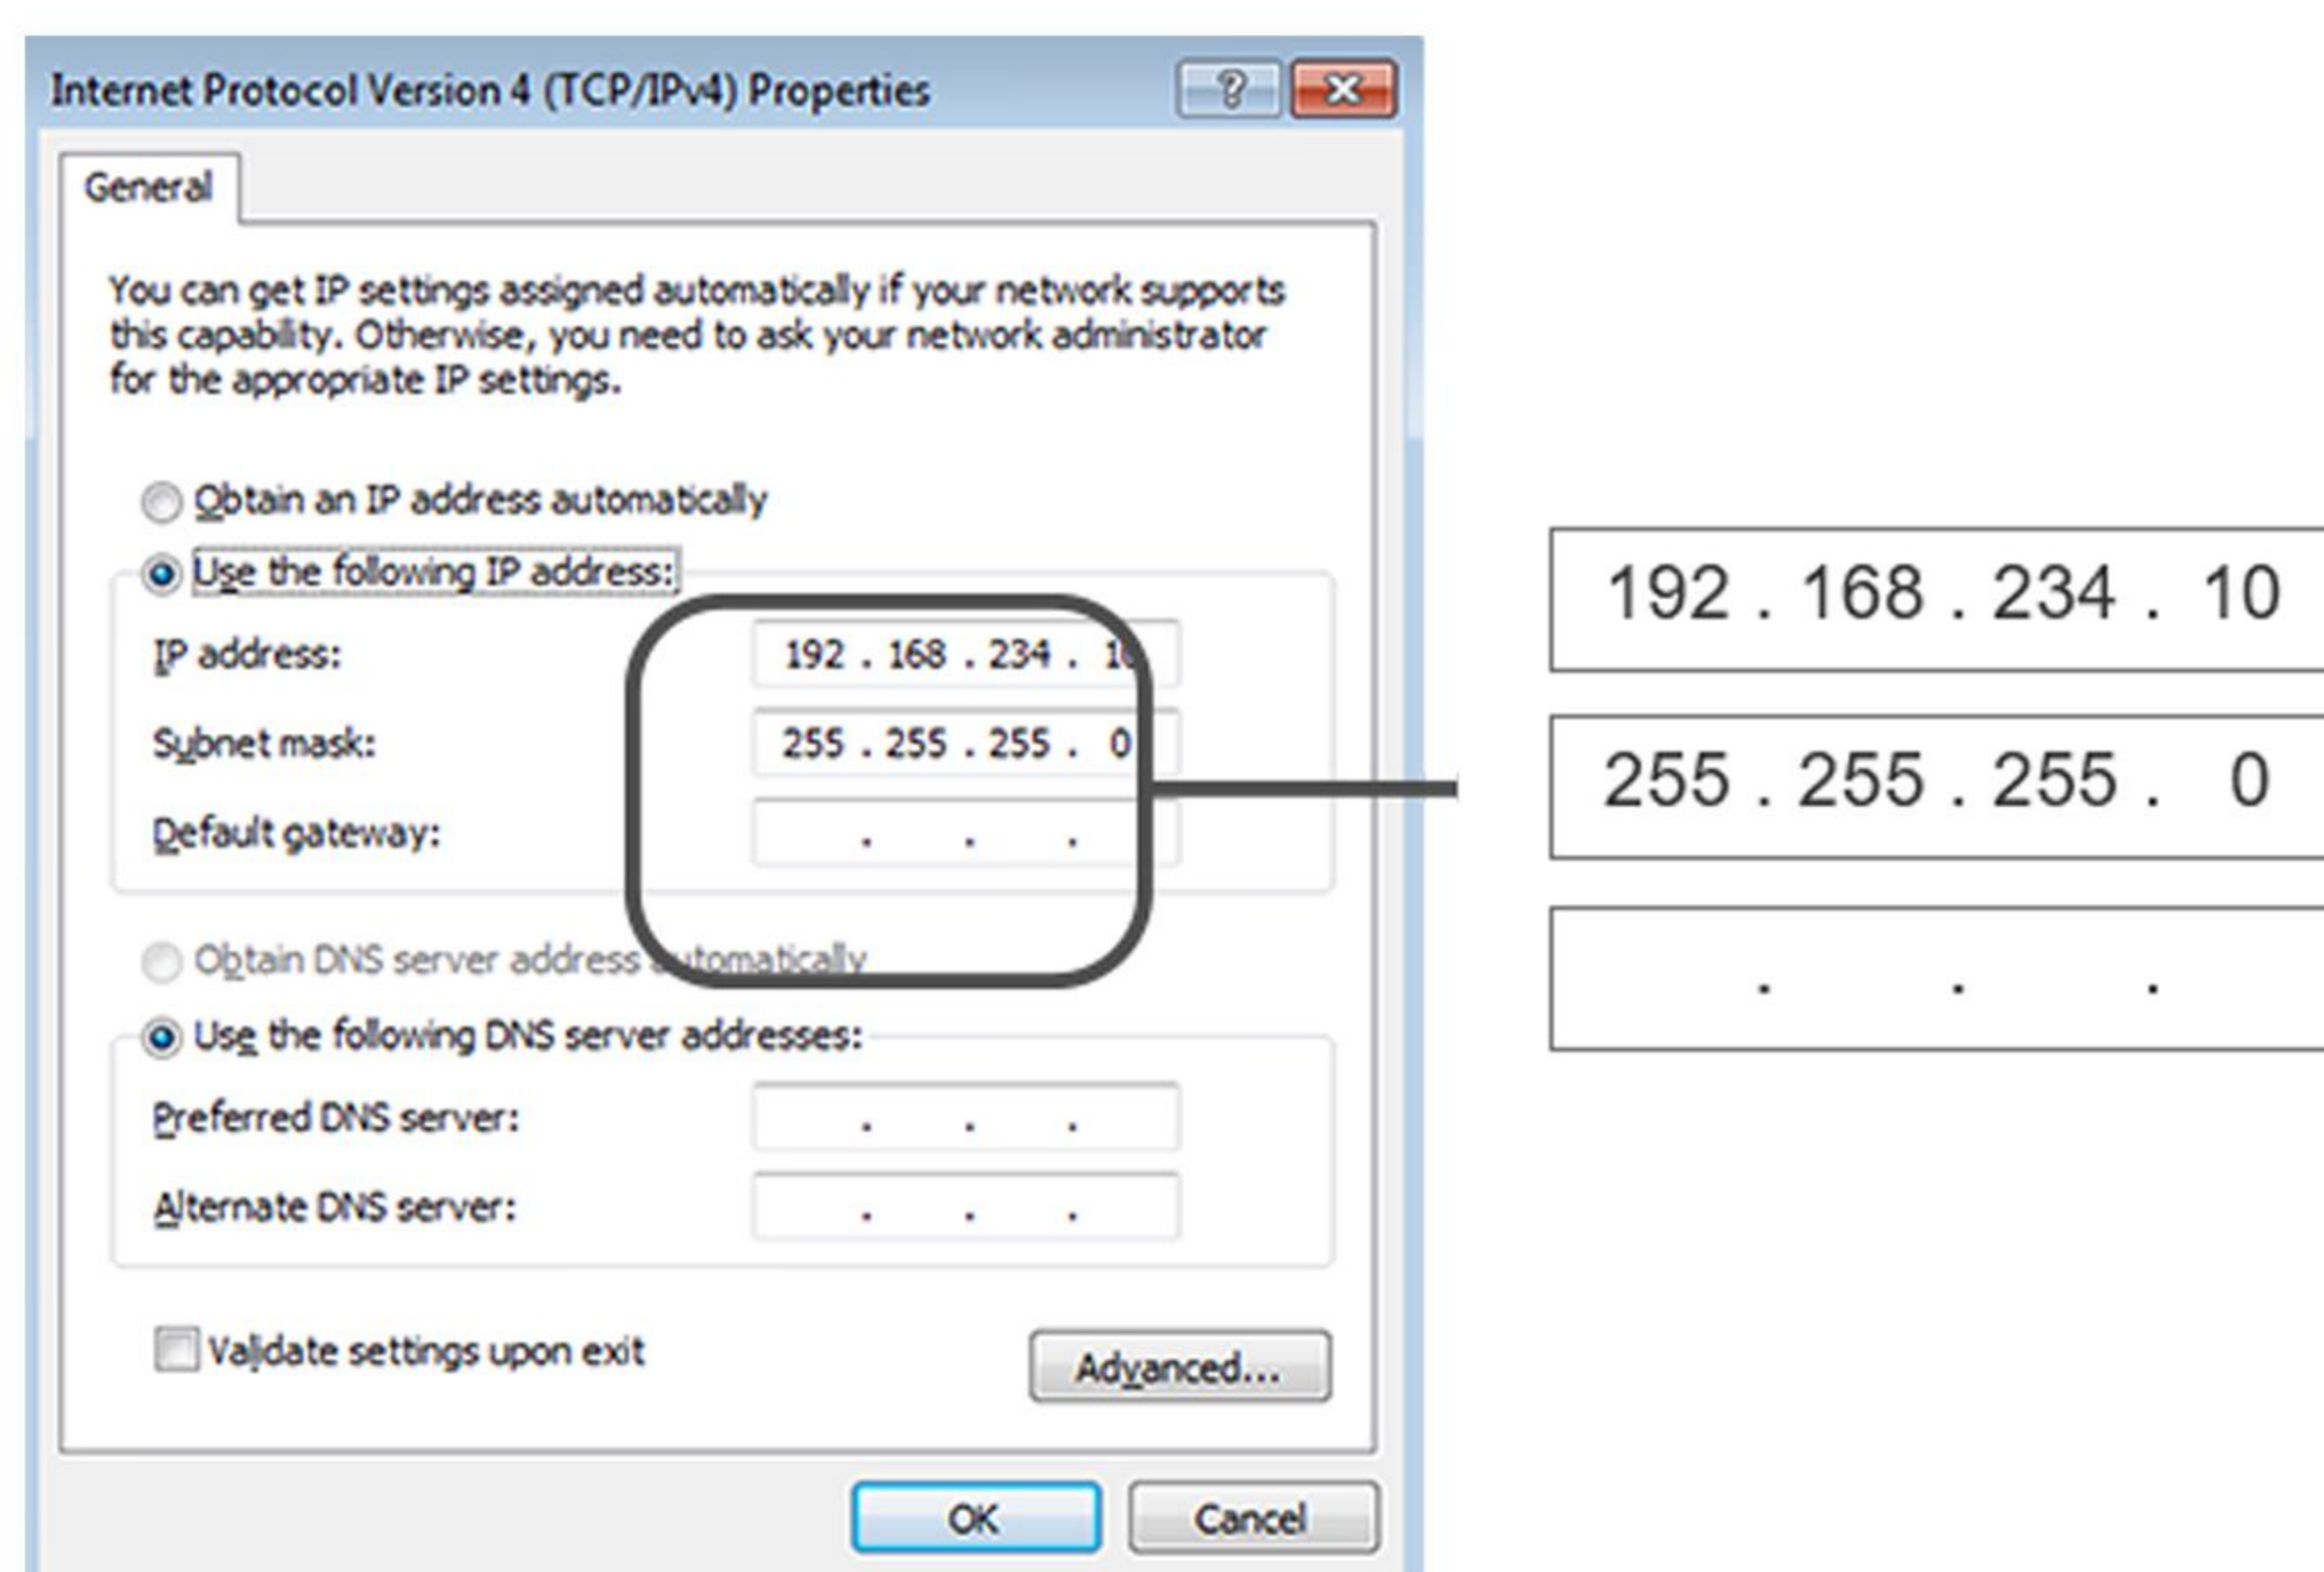 Internet Protocol Version 4 (TCP/IPv4) Properties
General
You can get IP settings assigned automatically if your network supports
this capability. Otherwise, you need to ask your network administrator
for the appropriate IP settings.
Obtain an IP address automatically
Use the following IP address:
IP address: 192 . 168 . 234 . 10
Subnet mask: 255 . 255 . 255 . 0
Default gateway: . . .
Obtain DNS server address automatically
Use the following DNS server addresses:
Preferred DNS server: . . .
Alternate DNS server: . . .
Validate settings upon exit
Advanced...
OK Cancel
192 . 168 . 234 . 10
255 . 255 . 255 . 0
. . .